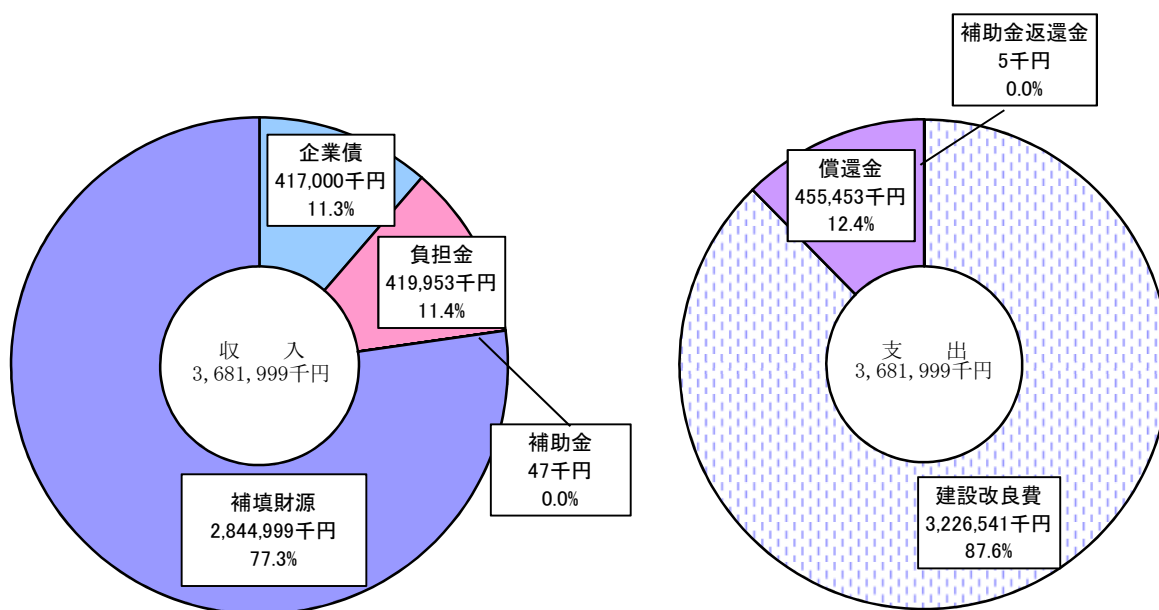 企業債
417,000千円
11.3%
負担金
419,953千円
11.4%
収 入
3,681,999千円
補助金
47千円
0.0%
補填財源
2,844,999千円
77.3%
補助金返還金
5千円
0.0%
償還金
455,453千円
12.4%
支 出
3,681,999千円
建設改良費
3,226,541千円
87.6%